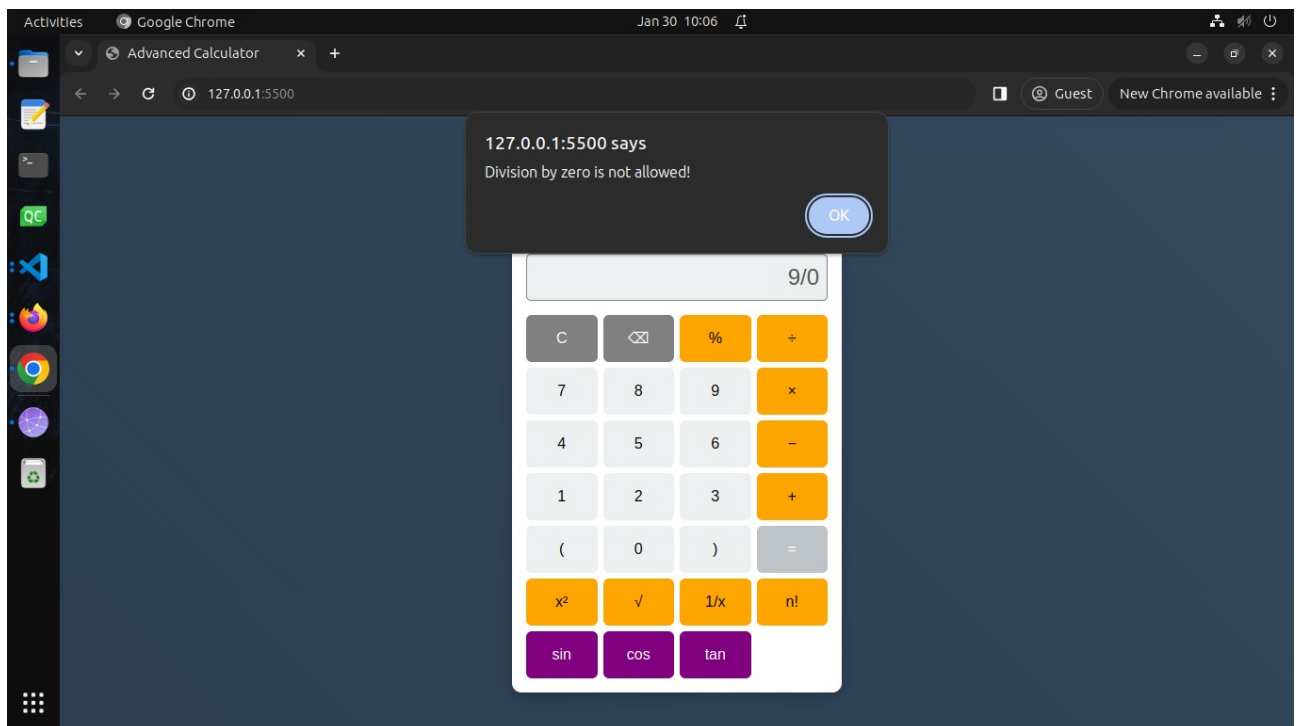 Activities Google Chrome Jan 30 10:06
Advanced Calculator × +
127.0.0.1:5500 Guest New Chrome available
127.0.0.1:5500 says
Division by zero is not allowed!
OK
9/0
C ⌫ % ÷
7 8 9 ×
4 5 6 −
1 2 3 +
( 0 ) =
x² √ 1/x n!
sin cos tan
QC